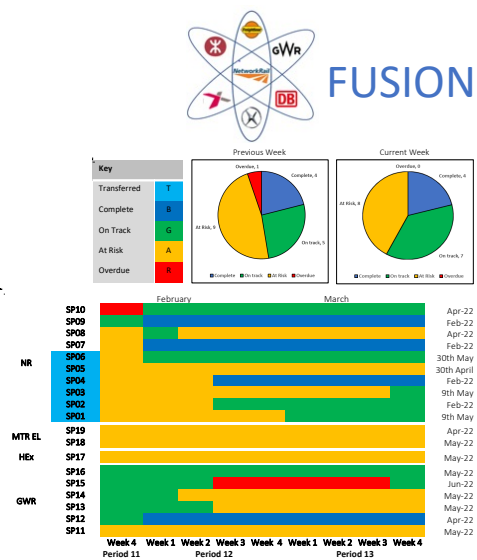 Freightliner
GWR
NetworkRail
DB
FUSION
Previous Week
Current Week
Key
Transferred T
Complete B
On Track G
At Risk A
Overdue R
Overdue, 1
Complete, 4
At Risk, 9
On track, 5
Complete On track At Risk Overdue
Overdue, 0
Complete, 4
At Risk, 8
On track, 7
Complete On track At Risk Overdue
February March
SP10 Apr-22
SP09 Feb-22
SP08 Apr-22
SP07 Feb-22
NR
SP06 30th May
SP05 30th April
SP04 Feb-22
SP03 9th May
SP02 Feb-22
SP01 9th May
MTR EL
SP19 Apr-22
SP18 May-22
HEx SP17 May-22
SP16 May-22
SP15 Jun-22
GWR
SP14 May-22
SP13 May-22
SP12 Apr-22
SP11 May-22
Week 4 Week 1 Week 2 Week 3 Week 4 Week 1 Week 2 Week 3 Week 4
Period 11 Period 12 Period 13